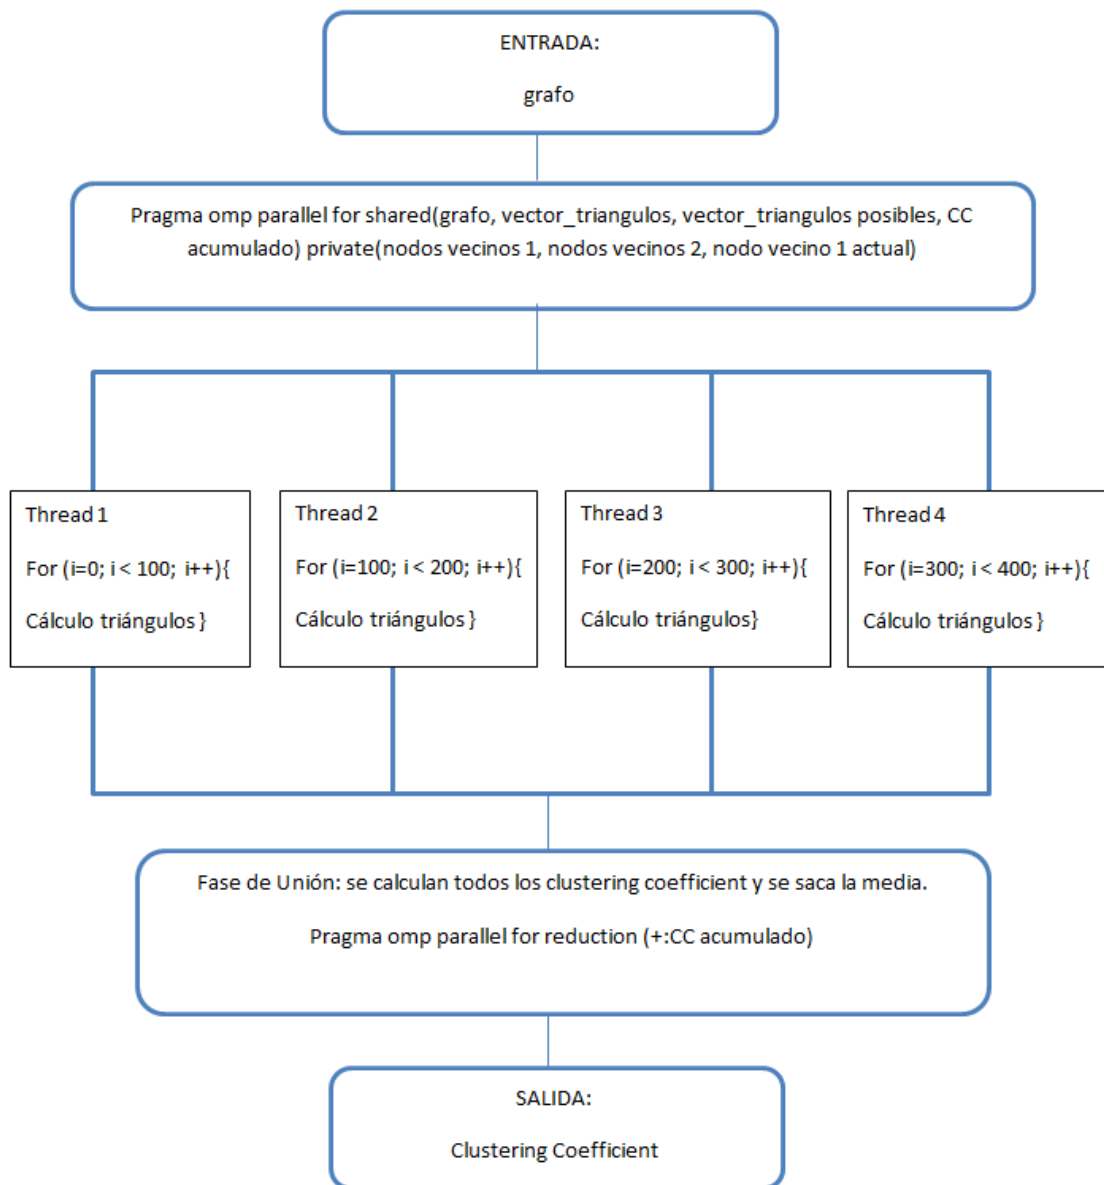 ENTRADA:
grafo
Pragma omp parallel for shared(grafo, vector_triangulos, vector_triangulos posibles, CC
acumulado) private(nodos vecinos 1, nodos vecinos 2, nodo vecino 1 actual)
Thread 1
For (i=0; i < 100; i++){
Cálculo triángulos }
Thread 2
For (i=100; i < 200; i++){
Cálculo triángulos }
Thread 3
For (i=200; i < 300; i++){
Cálculo triángulos}
Thread 4
For (i=300; i < 400; i++){
Cálculo triángulos }
Fase de Unión: se calculan todos los clustering coefficient y se saca la media.
Pragma omp parallel for reduction (+:CC acumulado)
SALIDA:
Clustering Coefficient